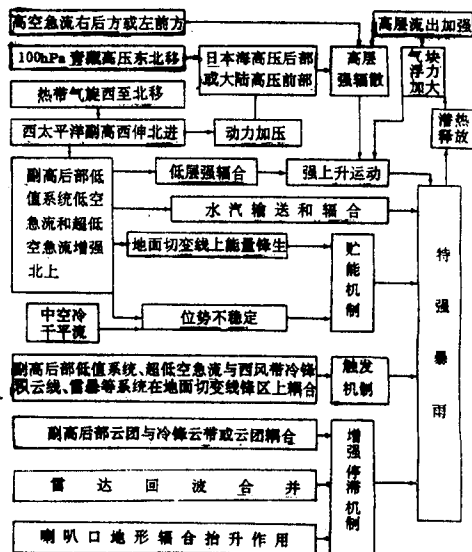 高空急流右后方或左前方
高层流出加强
100hPa青藏高压东北移
日本海高压后部
或大陆高压前部
高层
强辐散
气块
浮力
加大
热带气旋西至北移
潜热
释放
西太平洋副高西伸北进
动力加压
副高后部低
值系统低空
急流和超低
空急流增强
北上
低层强辐合
强上升运动
水汽输送和辐合
地面切变线上能量锋生
贮
能
机
制
特
强
暴
雨
中空冷
干平流
位势不稳定
副高后部低值系统、超低空急流与西风带冷锋
飑云线、雷暴等系统在地面切变线锋区上耦合
触发
机制
副高后部云团与冷锋云带或云团耦合
增
强
停
滞
机
制
雷达回波合并
喇叭口地形辐合抬升作用